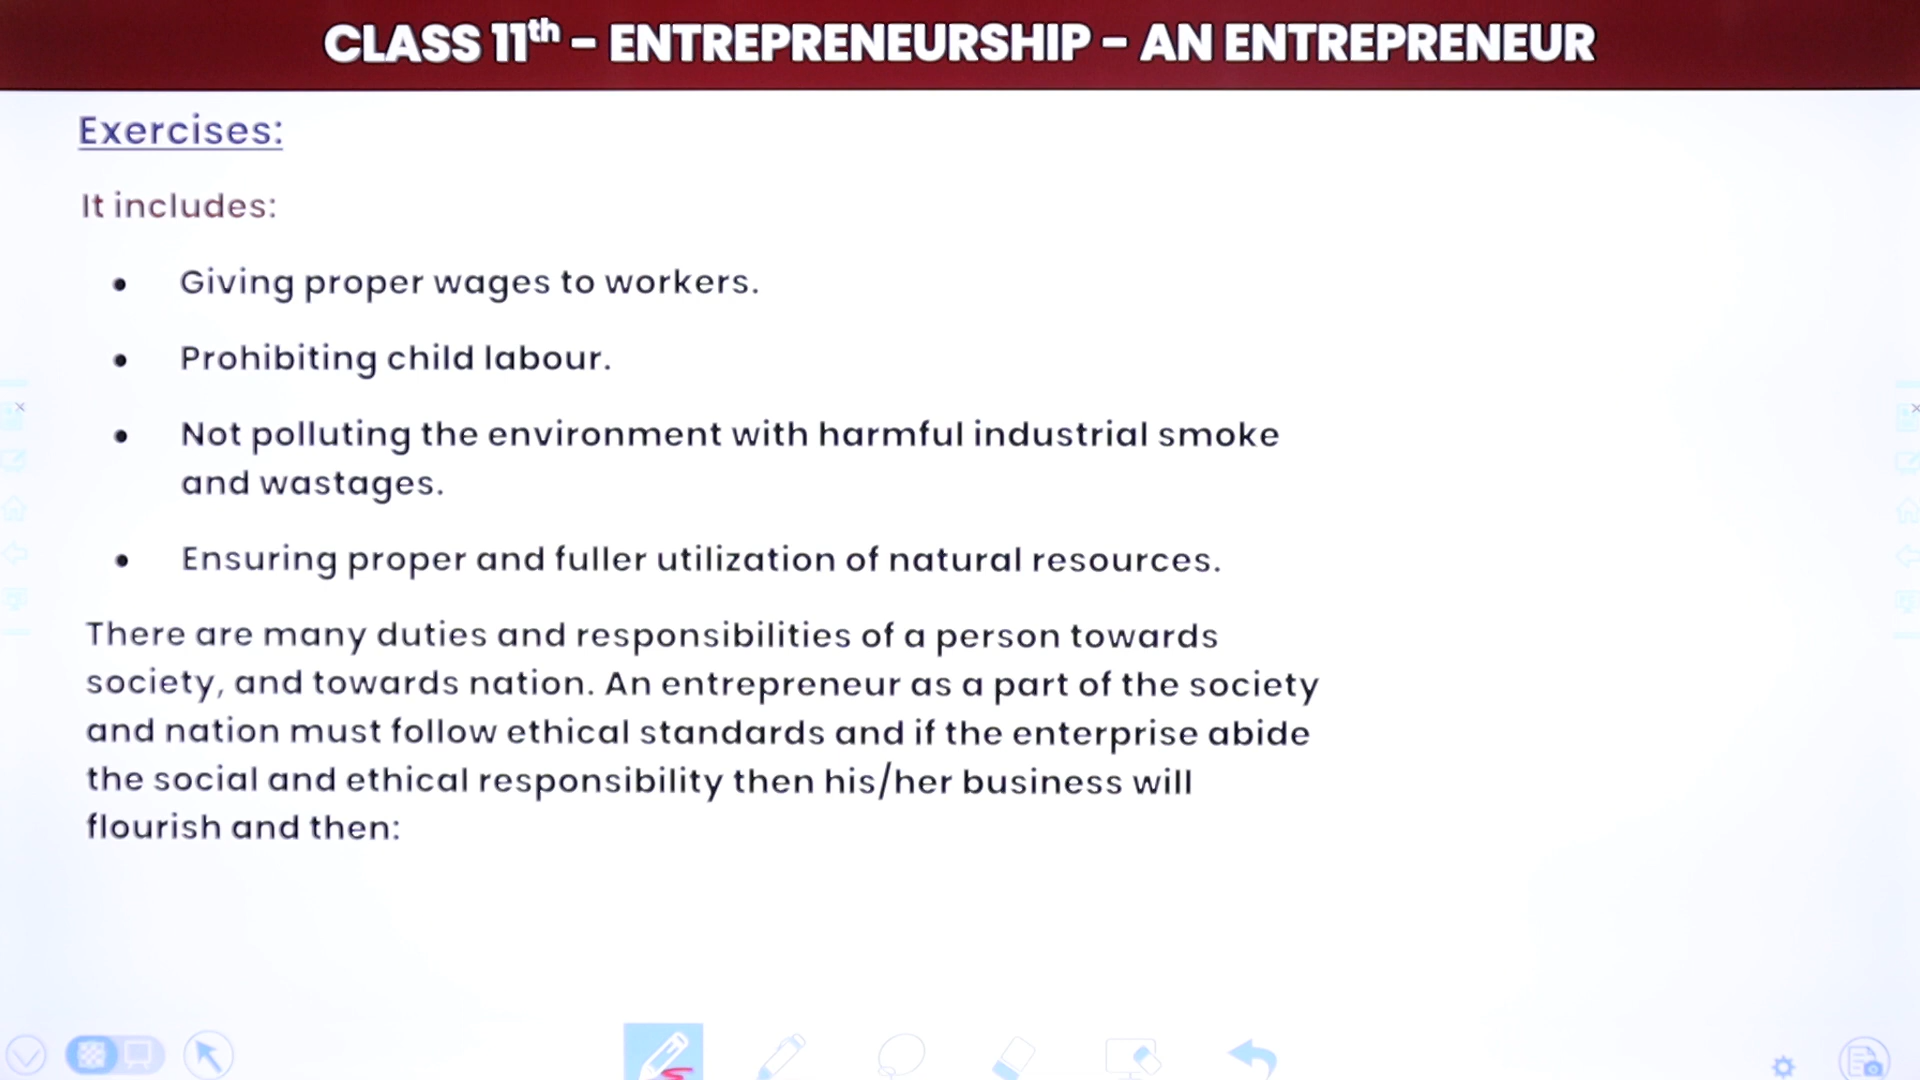 CLASS 11th – ENTREPRENEURSHIP – AN ENTREPRENEUR
Exercises:
It includes:
• Giving proper wages to workers.
• Prohibiting child labour.
• Not polluting the environment with harmful industrial smoke
and wastages.
• Ensuring proper and fuller utilization of natural resources.
There are many duties and responsibilities of a person towards
society, and towards nation. An entrepreneur as a part of the society
and nation must follow ethical standards and if the enterprise abide
the social and ethical responsibility then his/her business will
flourish and then: